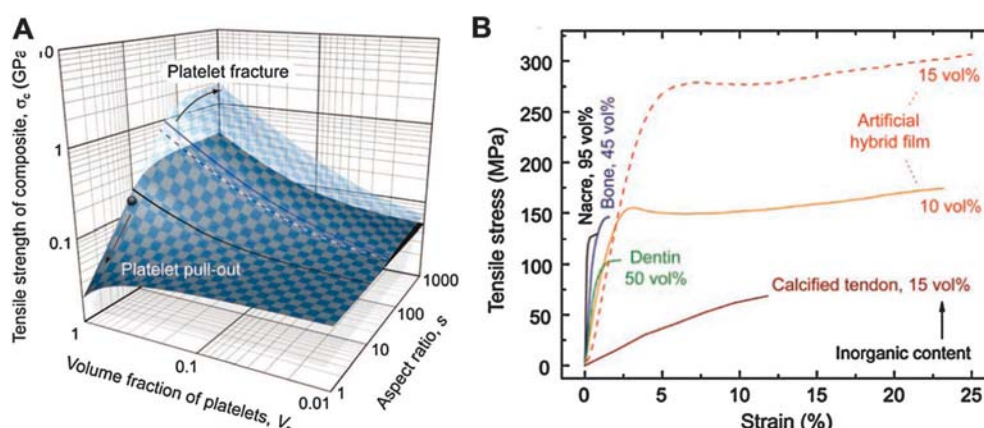 A
Tensile strength of composite, σc (GPa
10
1
0.1
Platelet fracture
Platelet pull-out
1
0.1
0.01
Volume fraction of platelets, V
1
10
100
1000
Aspect ratio, s
B
Tensile stress (MPa)
300
250
200
150
100
50
0
Nacre, 95 vol%
Bone, 45 vol%
Dentin
50 vol%
15 vol%
Artificial
hybrid film
10 vol%
Calcified tendon, 15 vol%
Inorganic content
0
5
10
15
20
25
Strain (%)